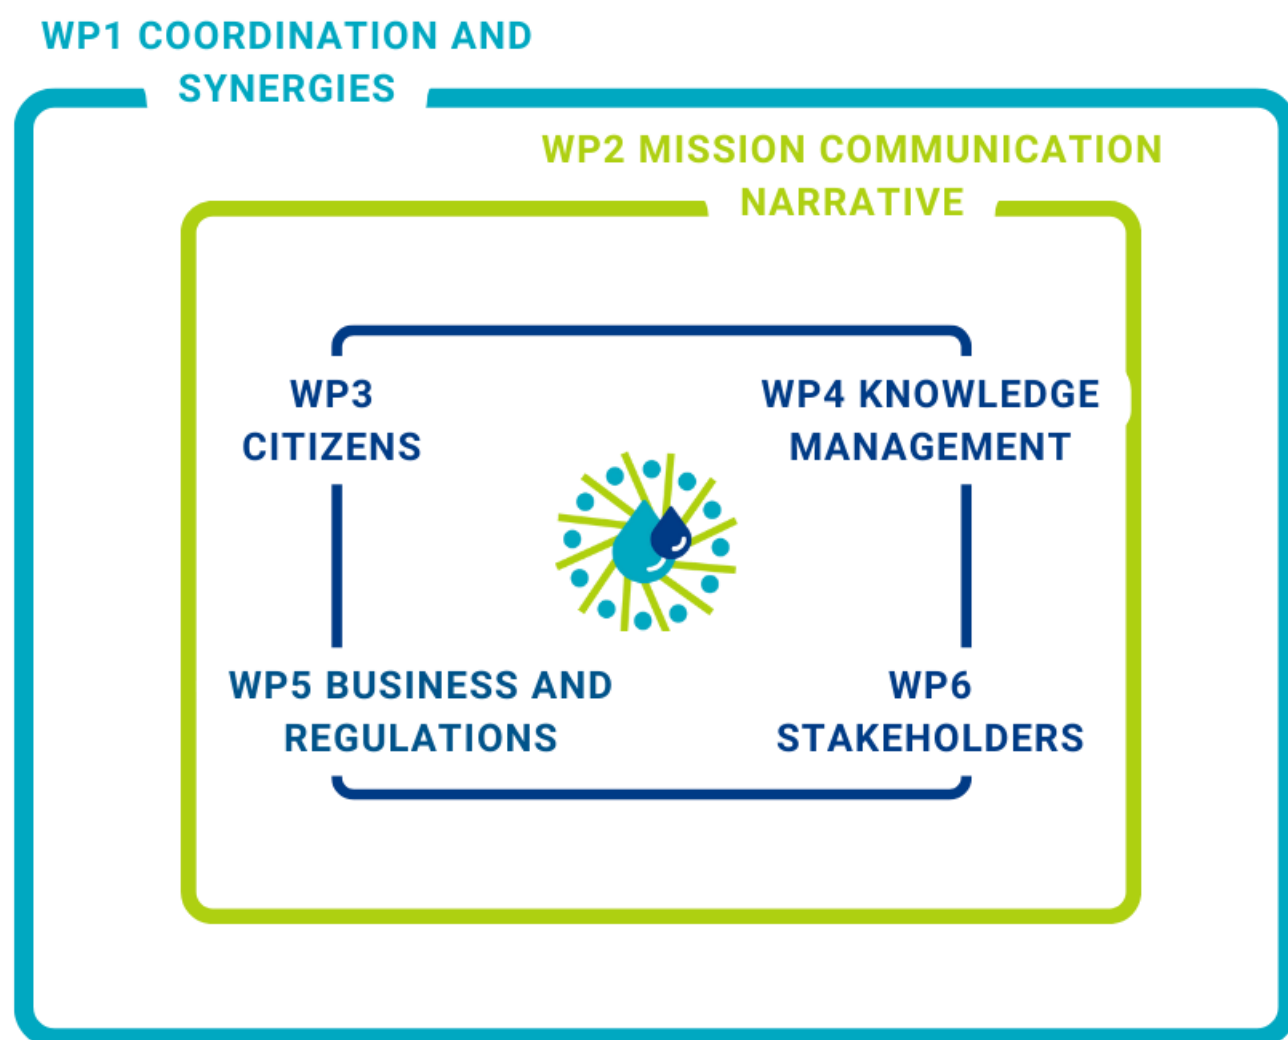 WP1 COORDINATION AND
SYNERGIES
WP2 MISSION COMMUNICATION
NARRATIVE
WP3
CITIZENS
WP4 KNOWLEDGE
MANAGEMENT
WP5 BUSINESS AND
REGULATIONS
WP6
STAKEHOLDERS